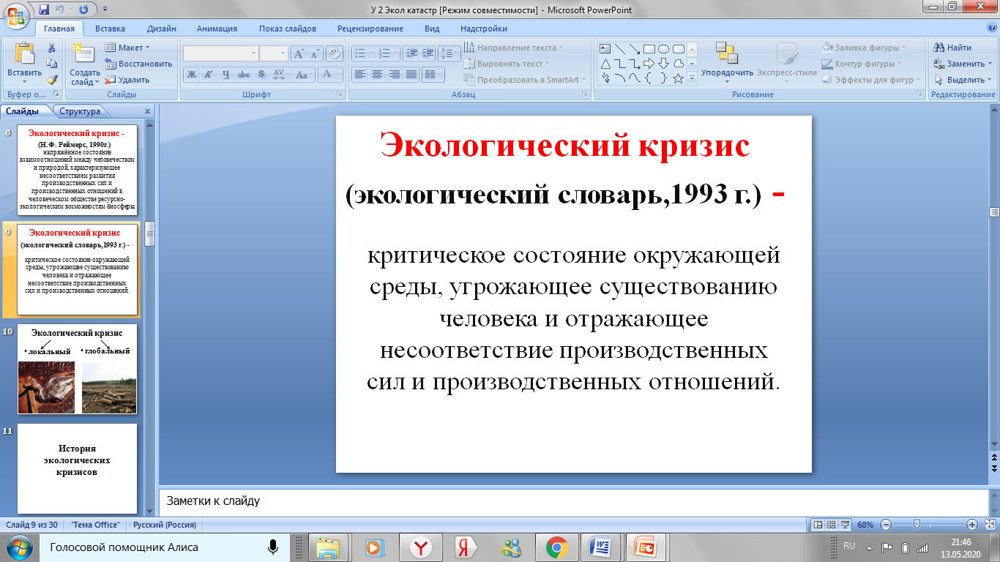 У 2 Экол катастр [Режим совместимости] - Microsoft PowerPoint
Главная Вставка Дизайн Анимация Показ слайдов Рецензирование Вид Надстройки
Вставить
Буфер о...
Создать слайд
Макет
Восстановить
Удалить
Слайды
Ж К Ч abc S AV Aa A
Шрифт
Направление текста
Выровнять текст
Преобразовать в SmartArt
Абзац
Упорядочить
Экспресс-стили
Заливка фигуры
Контур фигуры
Эффекты для фигур
Рисование
Найти
Заменить
Выделить
Редактирование
Слайды Структура x
8
Экологический кризис -
(Н.Ф. Реймерс, 1990г.)
напряжённое состояние
взаимоотношений между человечеством
и природой, характеризующее
несоответствием развития
производственных сил и
производственных отношений в
человеческом обществе ресурсно-
экологическим возможностям биосферы
9
Экологический кризис
(экологический словарь,1993 г.) -
критическое состояние окружающей
среды, угрожающее существованию
человека и отражающее
несоответствие производственных
сил и производственных отношений.
10
Экологический кризис
• локальный • глобальный
11
История
экологических
кризисов
Экологический кризис
(экологический словарь,1993 г.) -
критическое состояние окружающей
среды, угрожающее существованию
человека и отражающее
несоответствие производственных
сил и производственных отношений.
Заметки к слайду
Слайд 9 из 30 "Тема Office" Русский (Россия) 68%
Голосовой помощник Алиса
RU
21:46
13.05.2020